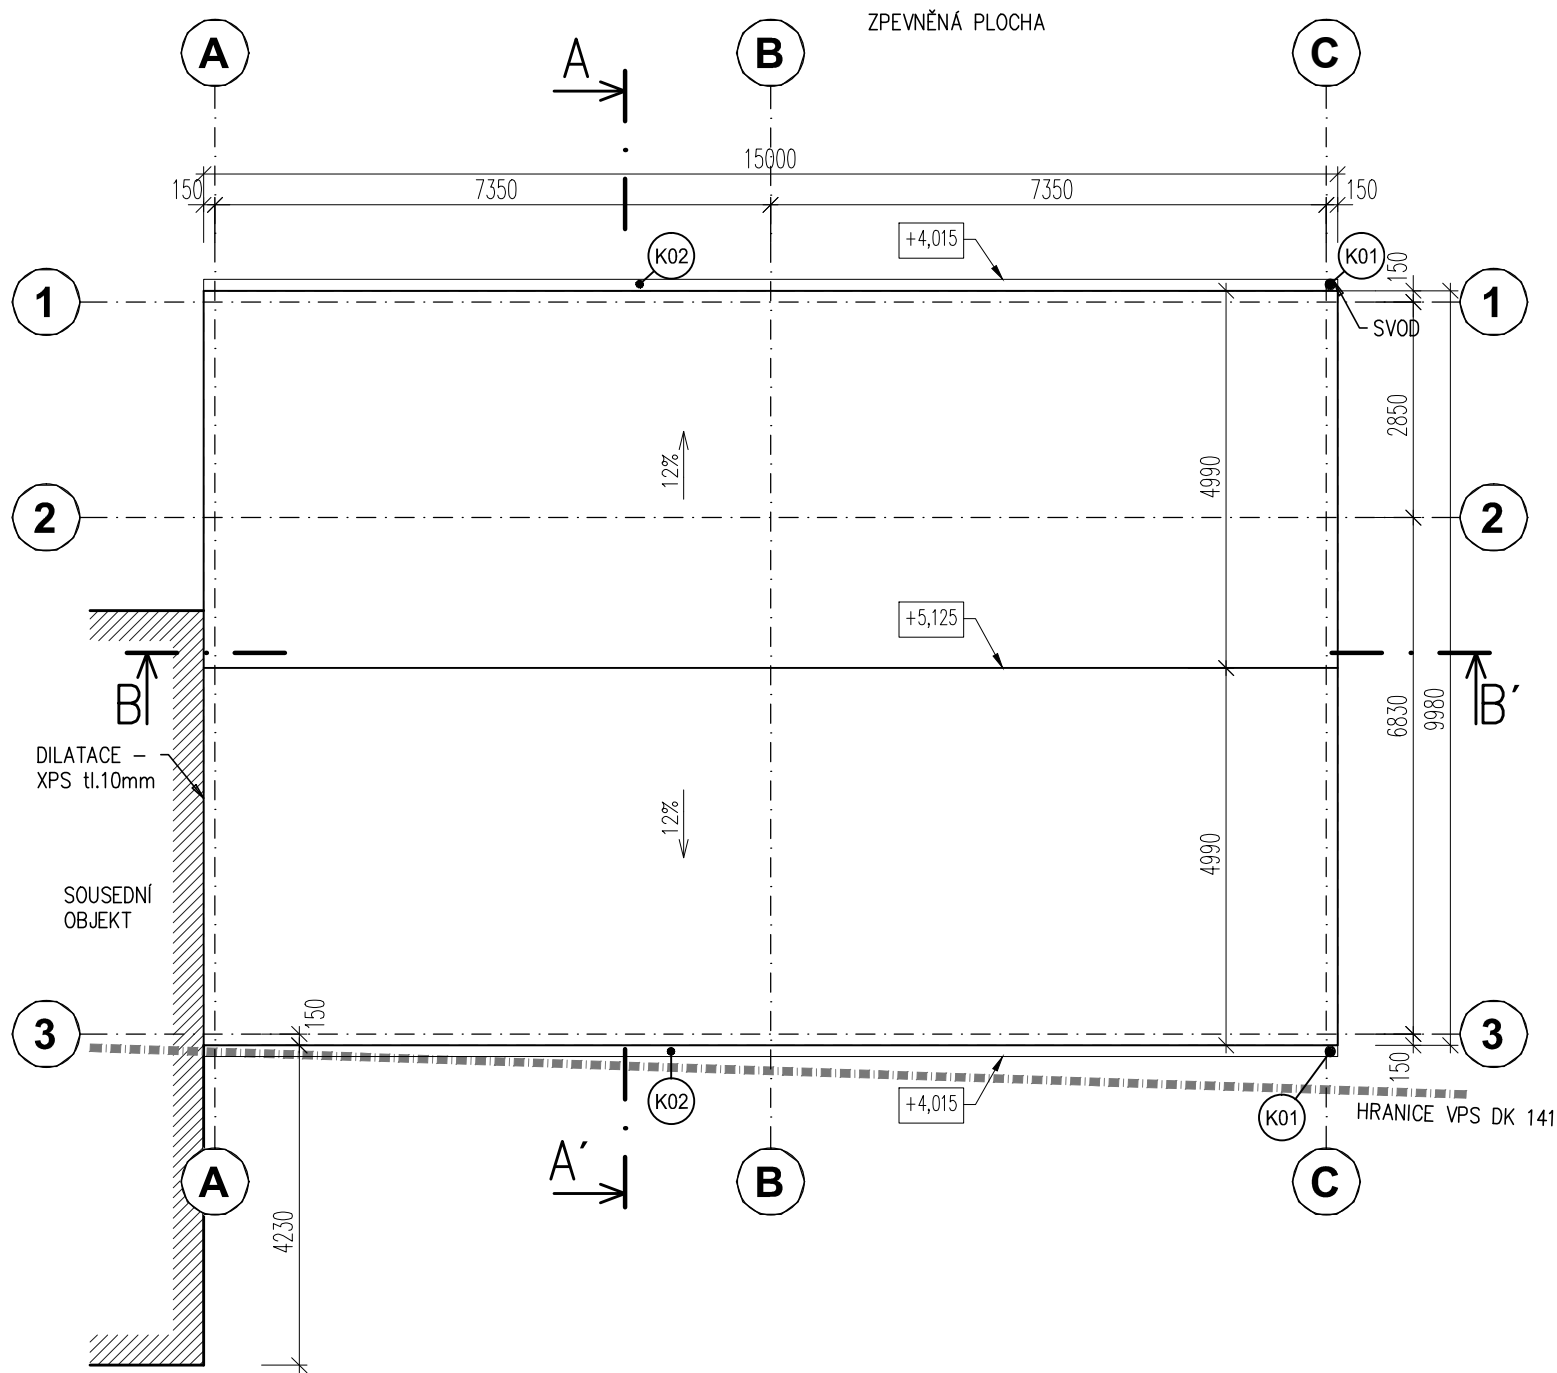 ZPEVNĚNÁ PLOCHA
A
A
B
C
15000
150
7350
7350
150
+4,015
K02
K01
150
1
1
SVOD
2850
12%
4990
2
2
+5,125
B
B´
6830
9980
DILATACE –
XPS tl.10mm
12%
4990
SOUSEDNÍ
OBJEKT
150
3
3
150
K02
+4,015
K01
HRANICE VPS DK 141
A´
A
B
C
4230